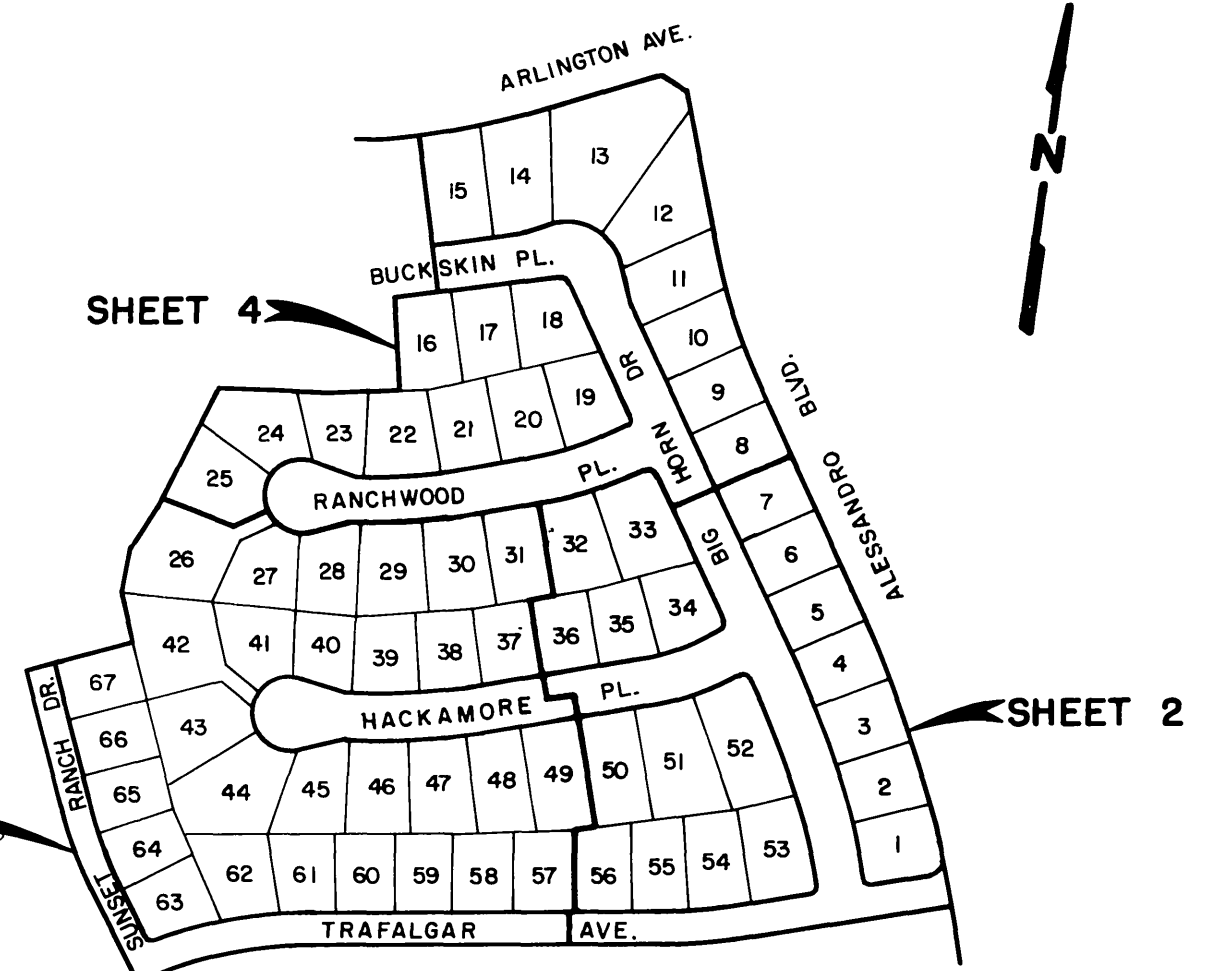 ARLINGTON AVE.
N
15 14 13
12
BUCKSKIN PL.
11
SHEET 4
16 17 18
10
DR
9
19
20
21
22
23
24
8
HORN
BLVD.
25
RANCHWOOD PL.
7
ALESSANDRO
26 27 28 29 30 31 32 33
BIG
6
5
42 41 40 39 38 37 36 35 34
4
67
HACKAMORE PL.
SHEET 2
3
43
66
RANCH DR.
65
44 45 46 47 48 49 50 51 52
2
64
1
63
62 61 60 59 58 57 56 55 54 53
SUNSET
TRAFALGAR AVE.